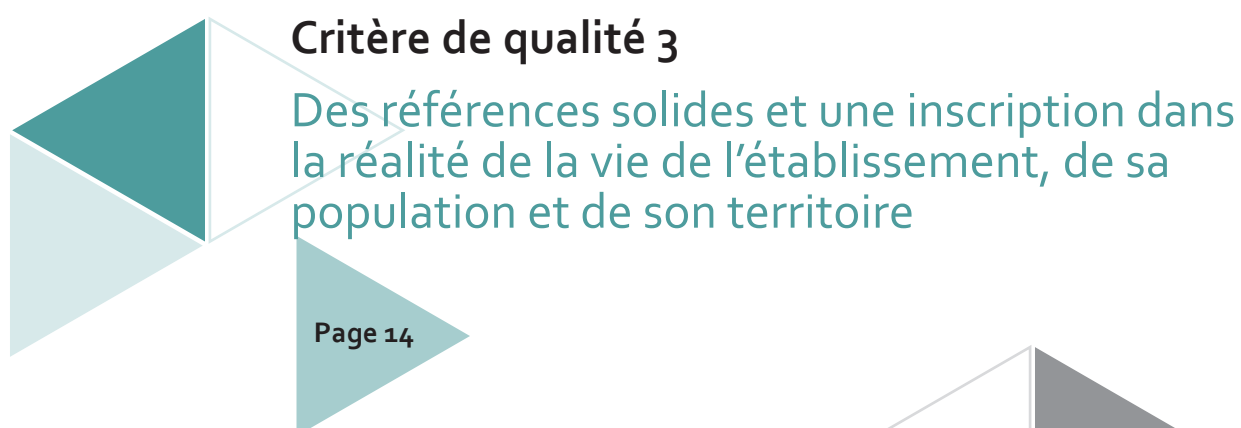 Critère de qualité 3
Des références solides et une inscription dans
la réalité de la vie de l’établissement, de sa
population et de son territoire
Page 14